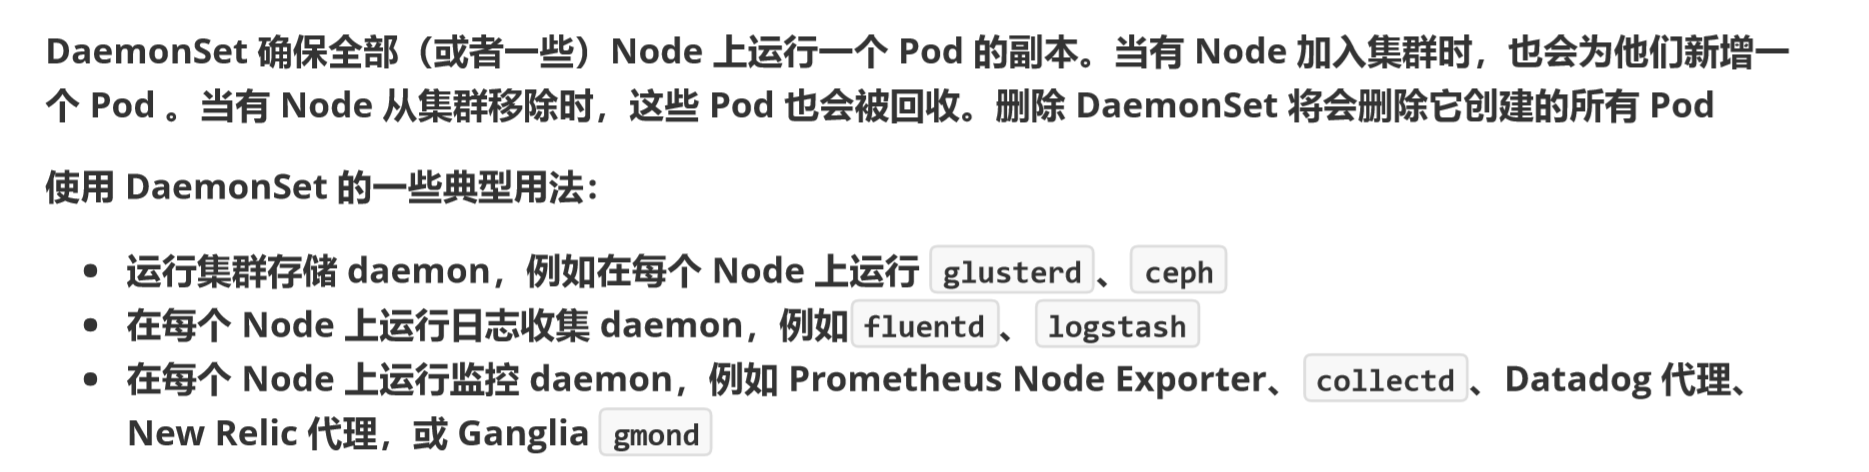 DaemonSet 确保全部（或者一些）Node 上运行一个 Pod 的副本。当有 Node 加入集群时，也会为他们新增一
个 Pod 。当有 Node 从集群移除时，这些 Pod 也会被回收。删除 DaemonSet 将会删除它创建的所有 Pod
使用 DaemonSet 的一些典型用法：
• 运行集群存储 daemon，例如在每个 Node 上运行 glusterd、ceph
• 在每个 Node 上运行日志收集 daemon，例如fluentd、logstash
• 在每个 Node 上运行监控 daemon，例如 Prometheus Node Exporter、collectd、Datadog 代理、
New Relic 代理，或 Ganglia gmond